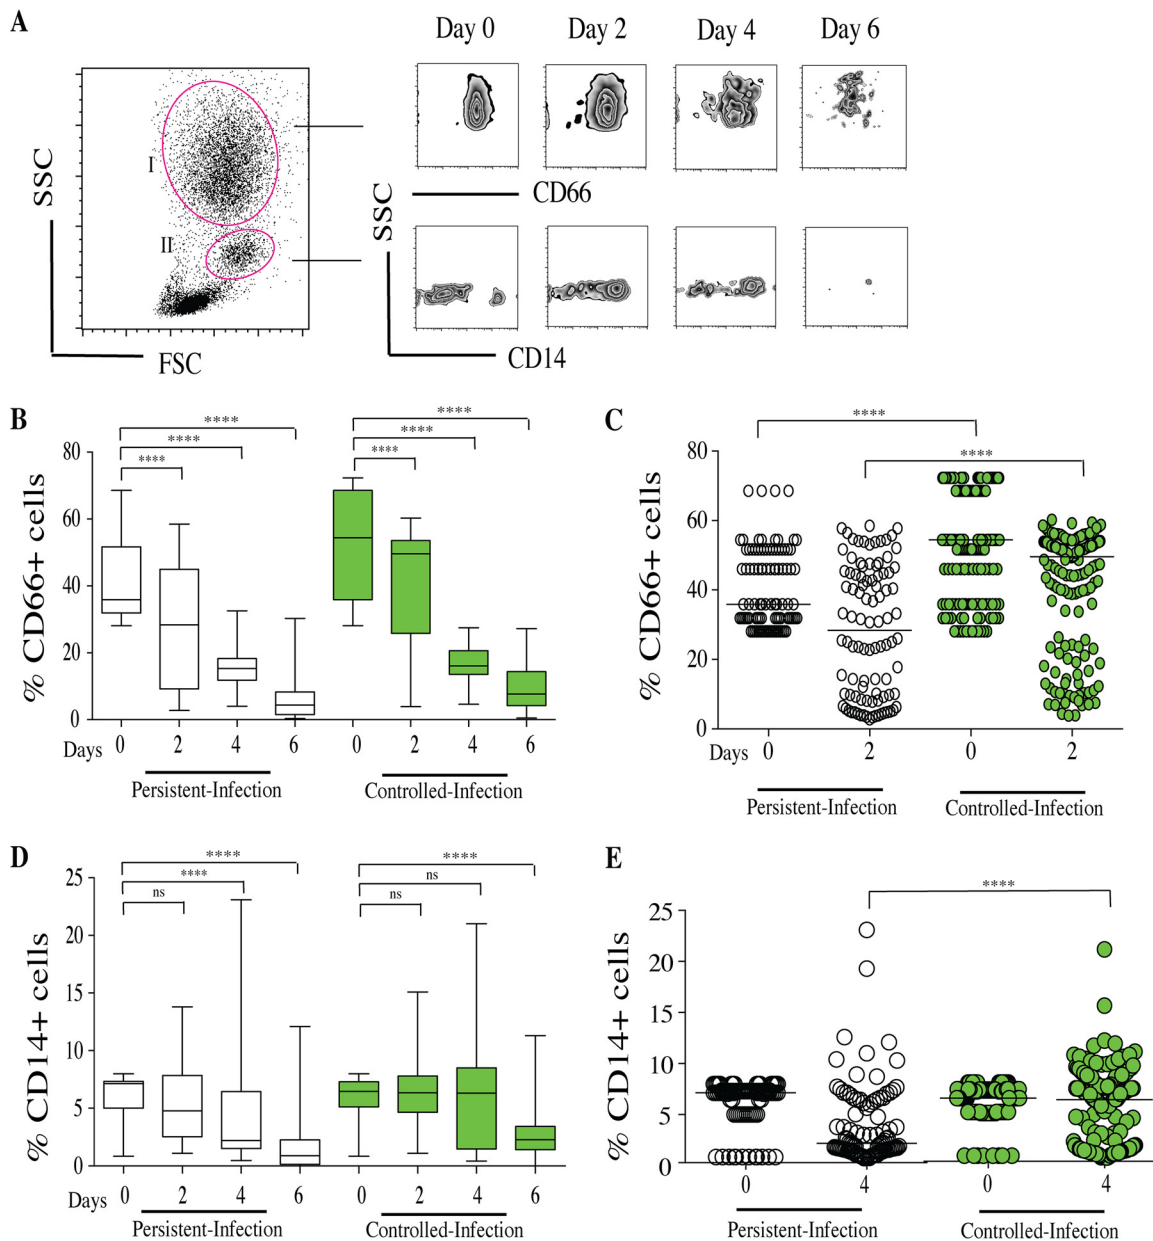 A
Day 0 Day 2 Day 4 Day 6
SSC
I
II
FSC
SSC
CD66
CD14
B
% CD66+ cells
80
60
40
20
0
**** **** ****
**** **** ****
Days 0 2 4 6 0 2 4 6
Persistent-Infection Controlled-Infection
C
% CD66+ cells
80
60
40
20
0
****
****
Days 0 2 0 2
Persistent-Infection Controlled-Infection
D
% CD14+ cells
25
20
15
10
5
0
**** **** ns
**** ns ns
Days 0 2 4 6 0 2 4 6
Persistent-Infection Controlled-Infection
E
% CD14+ cells
25
20
15
10
5
0
****
0 4 0 4
Persistent-Infection Controlled-Infection